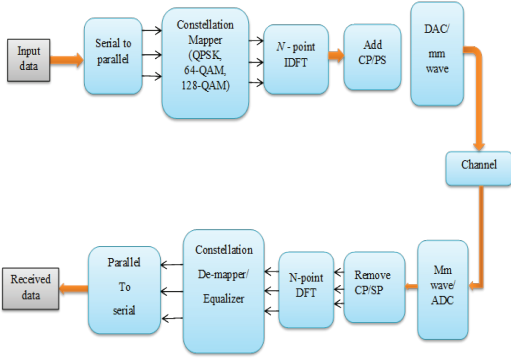 Input
data
Serial to
parallel
Constellation
Mapper
(QPSK,
64-QAM,
128-QAM)
N - point
IDFT
Add
CP/PS
DAC/
mm
wave
Channel
Mm
wave/
ADC
Remove
CP/SP
N-point
DFT
Constellation
De-mapper/
Equalizer
Parallel
To
serial
Received
data